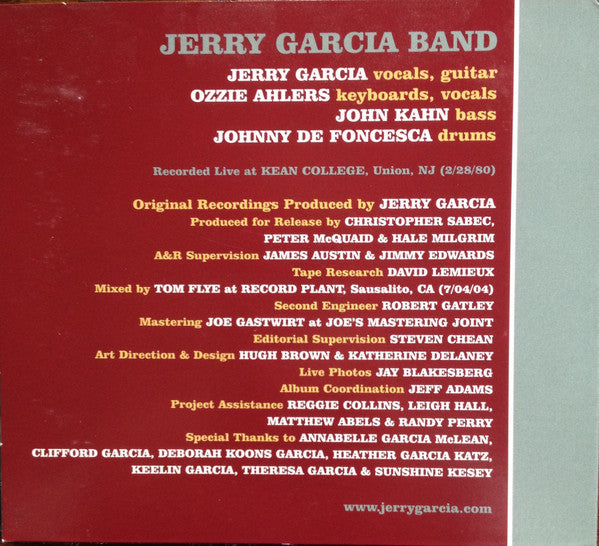 JERRY GARCIA BAND
JERRY GARCIA vocals, guitar
OZZIE AHLERS keyboards, vocals
JOHN KAHN bass
JOHNNY DE FONCESCA drums
Recorded Live at KEAN COLLEGE, Union, NJ (2/28/80)
Original Recordings Produced by JERRY GARCIA
Produced for Release by CHRISTOPHER SABEC,
PETER McQUAID & HALE MILGRIM
A&R Supervision JAMES AUSTIN & JIMMY EDWARDS
Tape Research DAVID LEMIEUX
Mixed by TOM FLYE at RECORD PLANT, Sausalito, CA (7/04/04)
Second Engineer ROBERT GATLEY
Mastering JOE GASTWIRT at JOE'S MASTERING JOINT
Editorial Supervision STEVEN CHEAN
Art Direction & Design HUGH BROWN & KATHERINE DELANEY
Live Photos JAY BLAKESBERG
Album Coordination JEFF ADAMS
Project Assistance REGGIE COLLINS, LEIGH HALL,
MATTHEW ABELS & RANDY PERRY
Special Thanks to ANNABELLE GARCIA McLEAN,
CLIFFORD GARCIA, DEBORAH KOONS GARCIA, HEATHER GARCIA KATZ,
KEELIN GARCIA, THERESA GARCIA & SUNSHINE KESEY
www.jerrygarcia.com